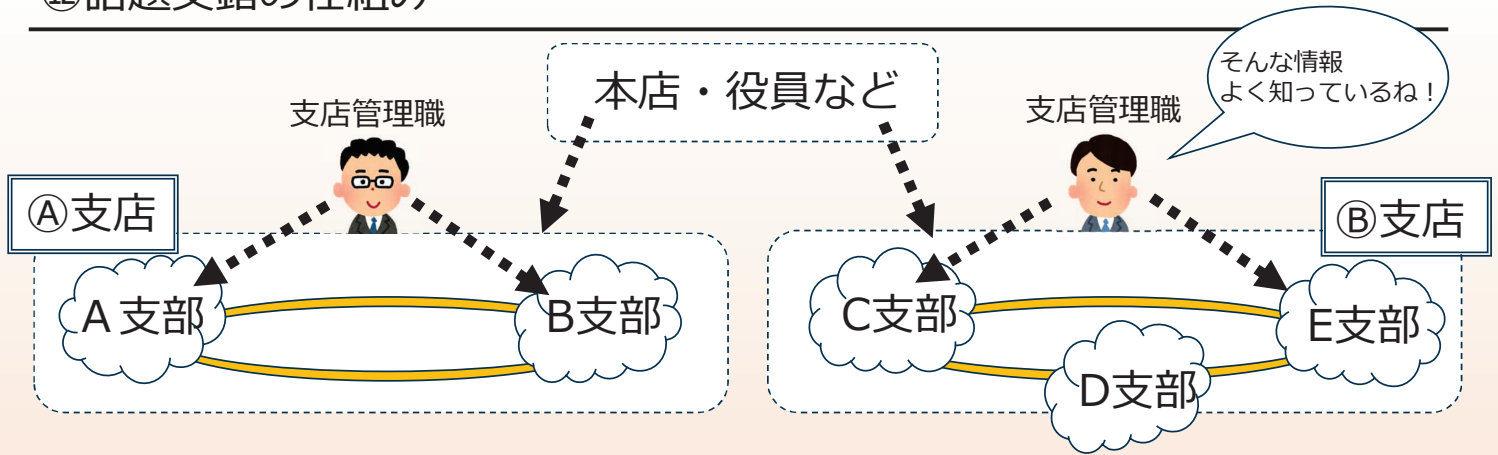 本店・役員など
支店管理職
支店管理職
そんな情報
よく知っているね！
Ⓐ支店
Ⓑ支店
A支部
B支部
C支部
D支部
E支部